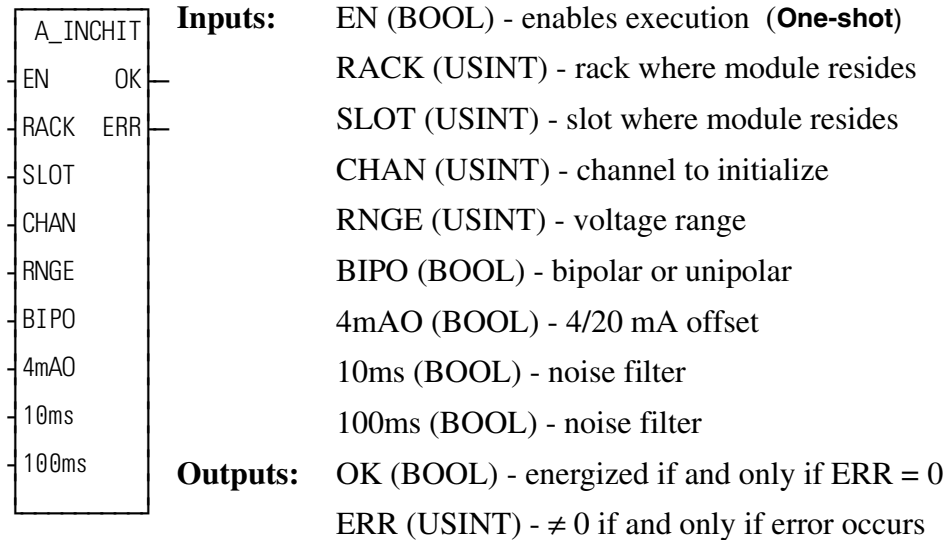 A_INCHIT
EN OK
RACK ERR
SLOT
CHAN
RNGE
BIPO
4mAO
10ms
100ms
Inputs: EN (BOOL) - enables execution (One-shot)
RACK (USINT) - rack where module resides
SLOT (USINT) - slot where module resides
CHAN (USINT) - channel to initialize
RNGE (USINT) - voltage range
BIPO (BOOL) - bipolar or unipolar
4mAO (BOOL) - 4/20 mA offset
10ms (BOOL) - noise filter
100ms (BOOL) - noise filter
Outputs: OK (BOOL) - energized if and only if ERR = 0
ERR (USINT) - ≠ 0 if and only if error occurs